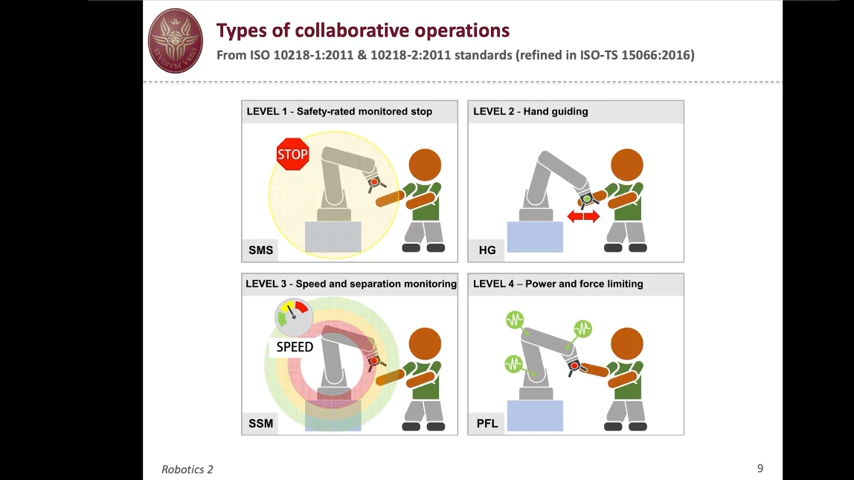 Types of collaborative operations
From ISO 10218-1:2011 & 10218-2:2011 standards (refined in ISO-TS 15066:2016)
LEVEL 1 - Safety-rated monitored stop
STOP
SMS
LEVEL 2 - Hand guiding
HG
LEVEL 3 - Speed and separation monitoring
SPEED
SSM
LEVEL 4 – Power and force limiting
PFL
Robotics 2
9